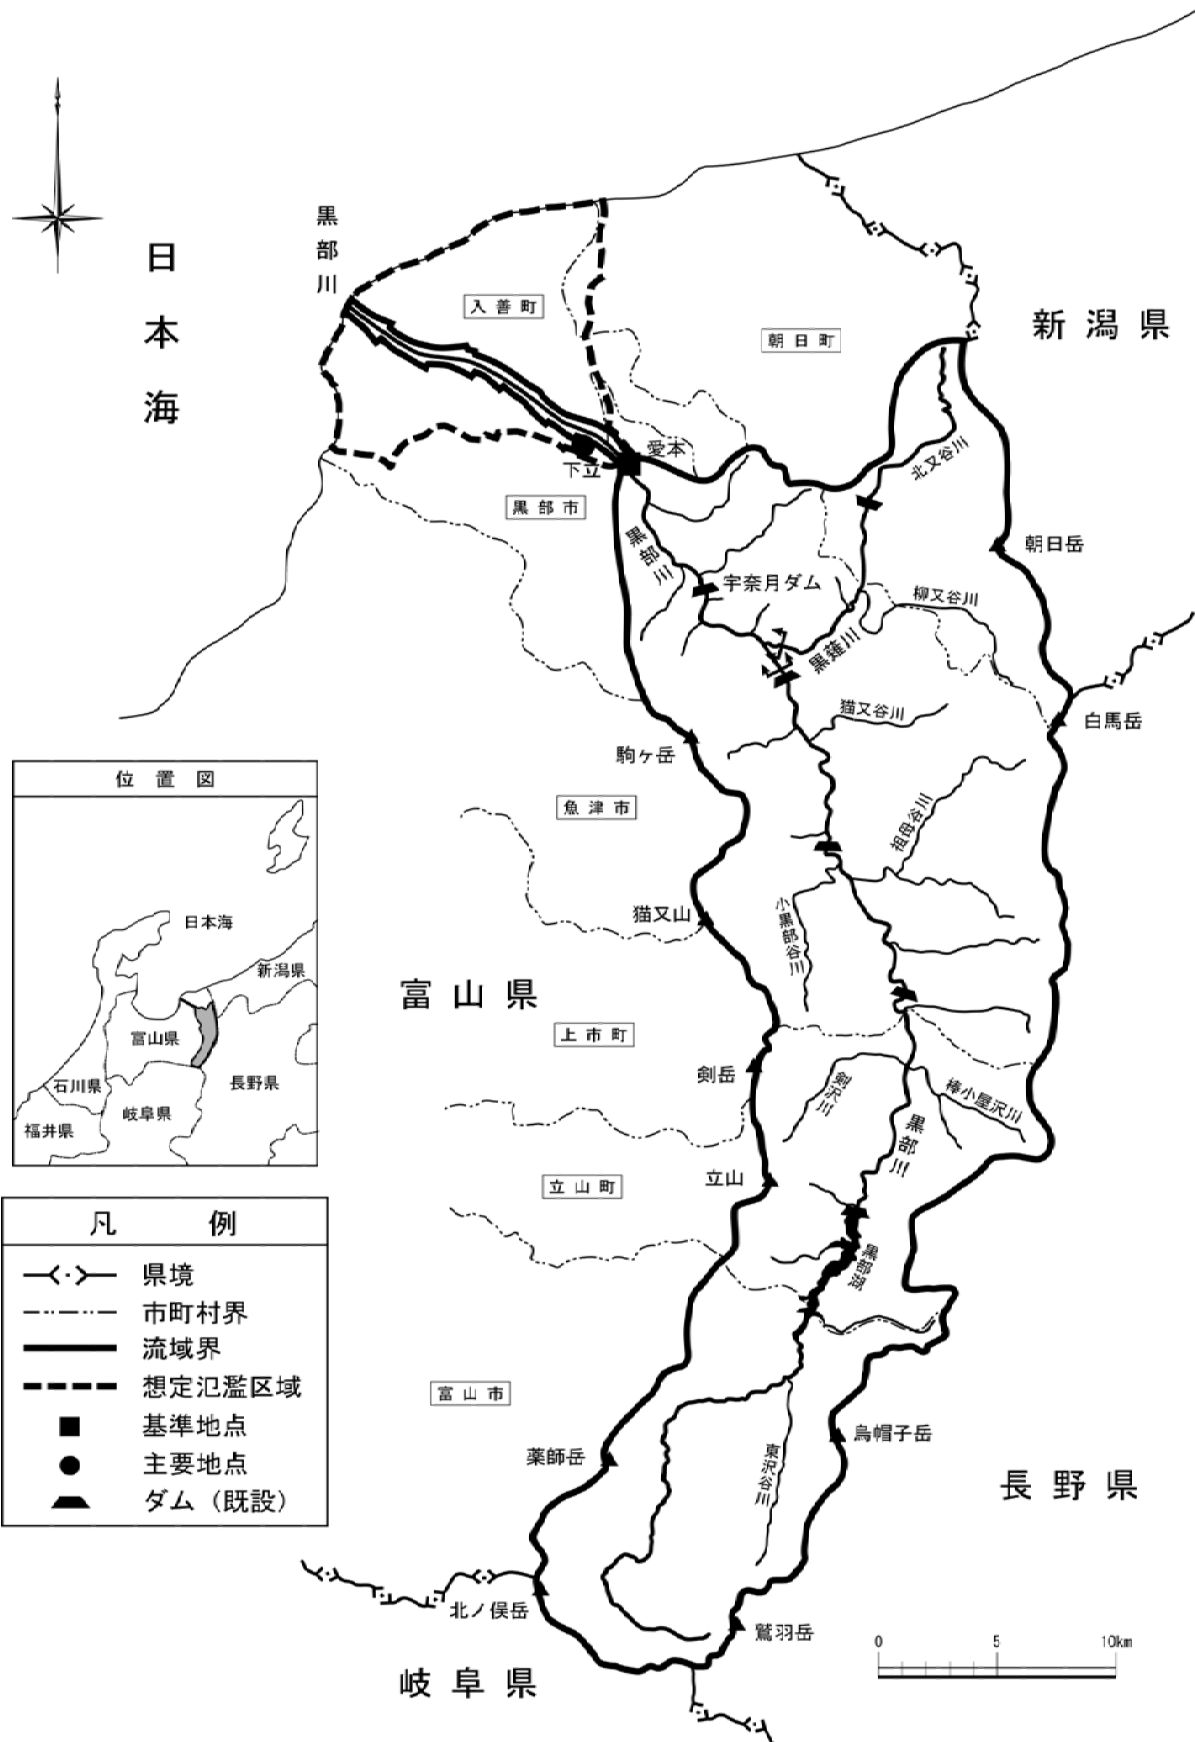 黒部川
日本海
入善町
朝日町
新潟県
愛本
下立
北又谷川
黒部市
黒部川
朝日岳
宇奈月ダム
柳又谷川
黒薙川
猫又谷川
白馬岳
駒ヶ岳
位置図
魚津市
祖母谷川
日本海
猫又山
小黒部谷川
新潟県
富山県
富山県
上市町
石川県
長野県
剣岳
剣沢川
棒小屋沢川
岐阜県
福井県
黒部川
立山
立山町
凡例
黒部湖
県境
市町村界
流域界
想定氾濫区域
富山市
基準地点
烏帽子岳
薬師岳
主要地点
東沢谷川
長野県
ダム（既設）
北ノ俣岳
鷲羽岳
0 5 10km
岐阜県